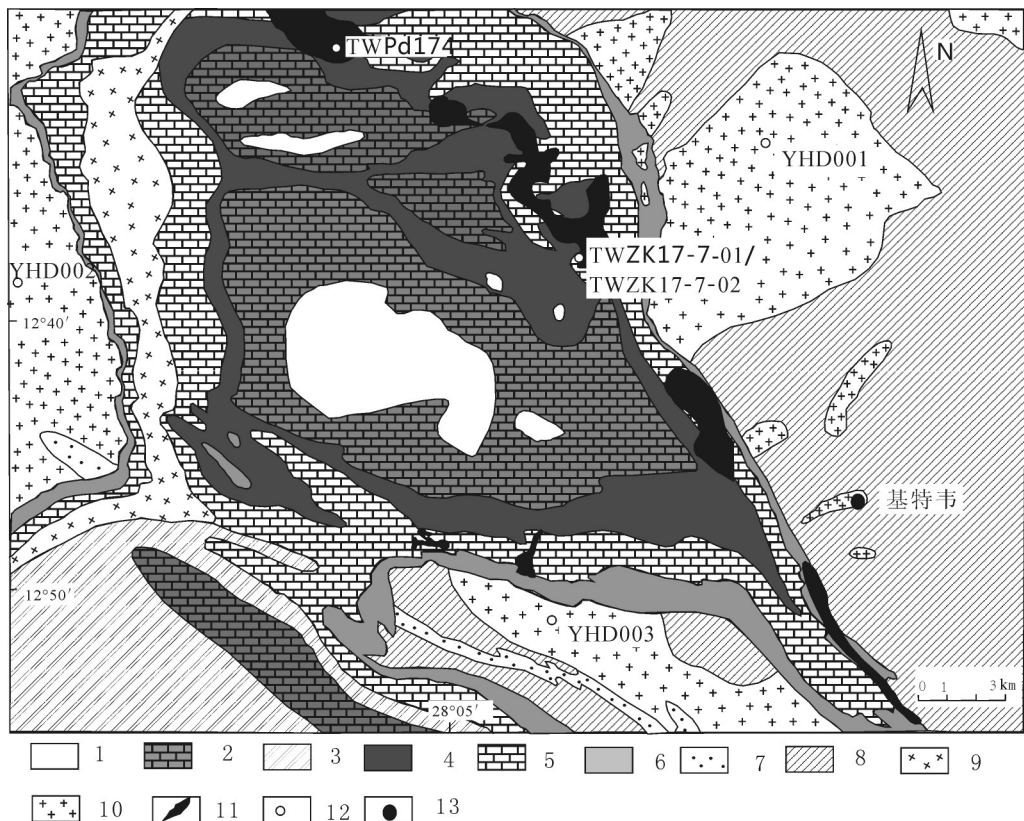 TWPd174
N
YHD001
TWZK17-7-01/
TWZK17-7-02
YHD002
12°40′
基特韦
12°50′
YHD003
0 1 3 km
28°05′
1 2 3 4 5 6 7 8 9
10 11 12 13